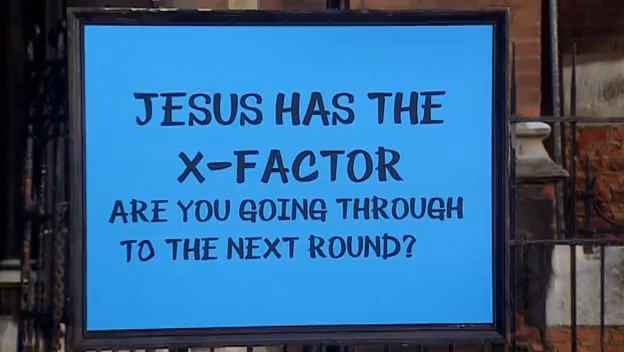 JESUS HAS THE
X-FACTOR
ARE YOU GOING THROUGH
TO THE NEXT ROUND?